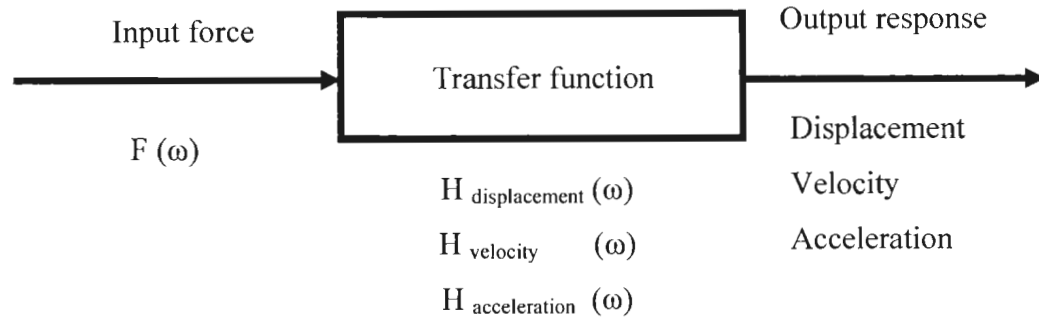 Input force
Transfer function
Output response
F (ω)
H displacement (ω)
H velocity (ω)
H acceleration (ω)
Displacement
Velocity
Acceleration